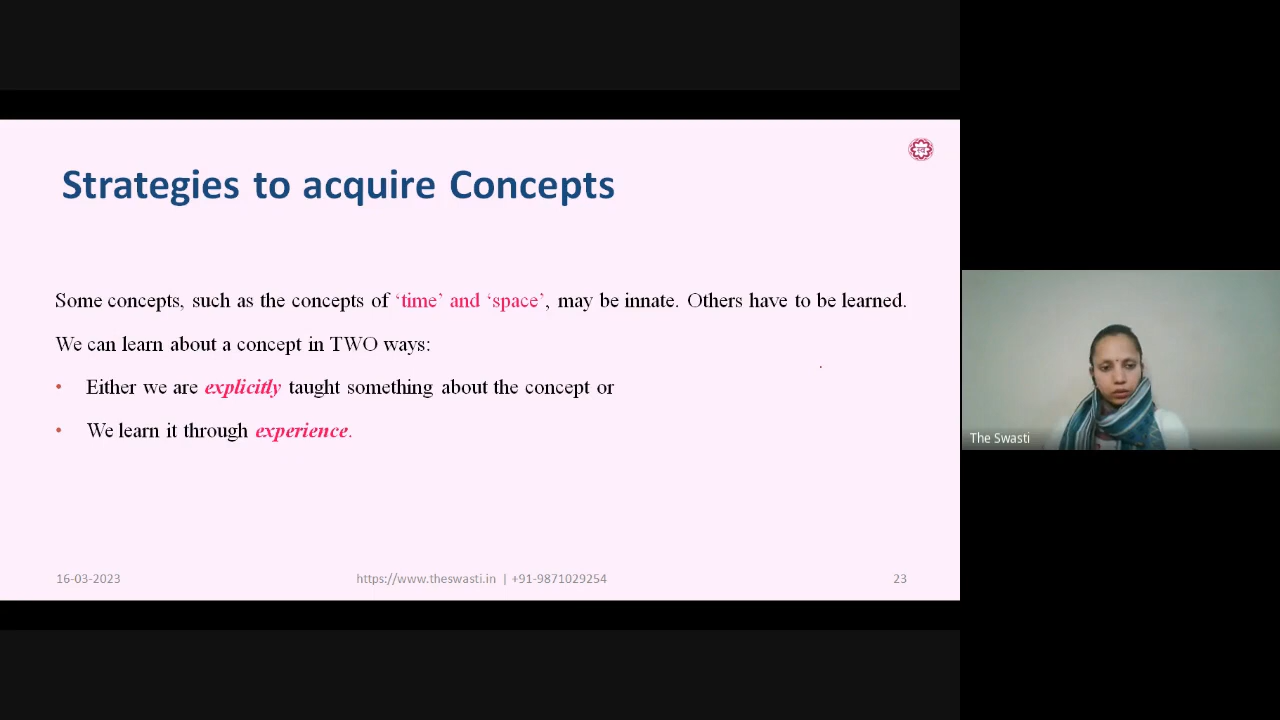 Strategies to acquire Concepts
Some concepts, such as the concepts of ‘time’ and ‘space’, may be innate. Others have to be learned.
We can learn about a concept in TWO ways:
• Either we are explicitly taught something about the concept or
• We learn it through experience.
The Swasti
16-03-2023 https://www.theswasti.in | +91-9871029254 23